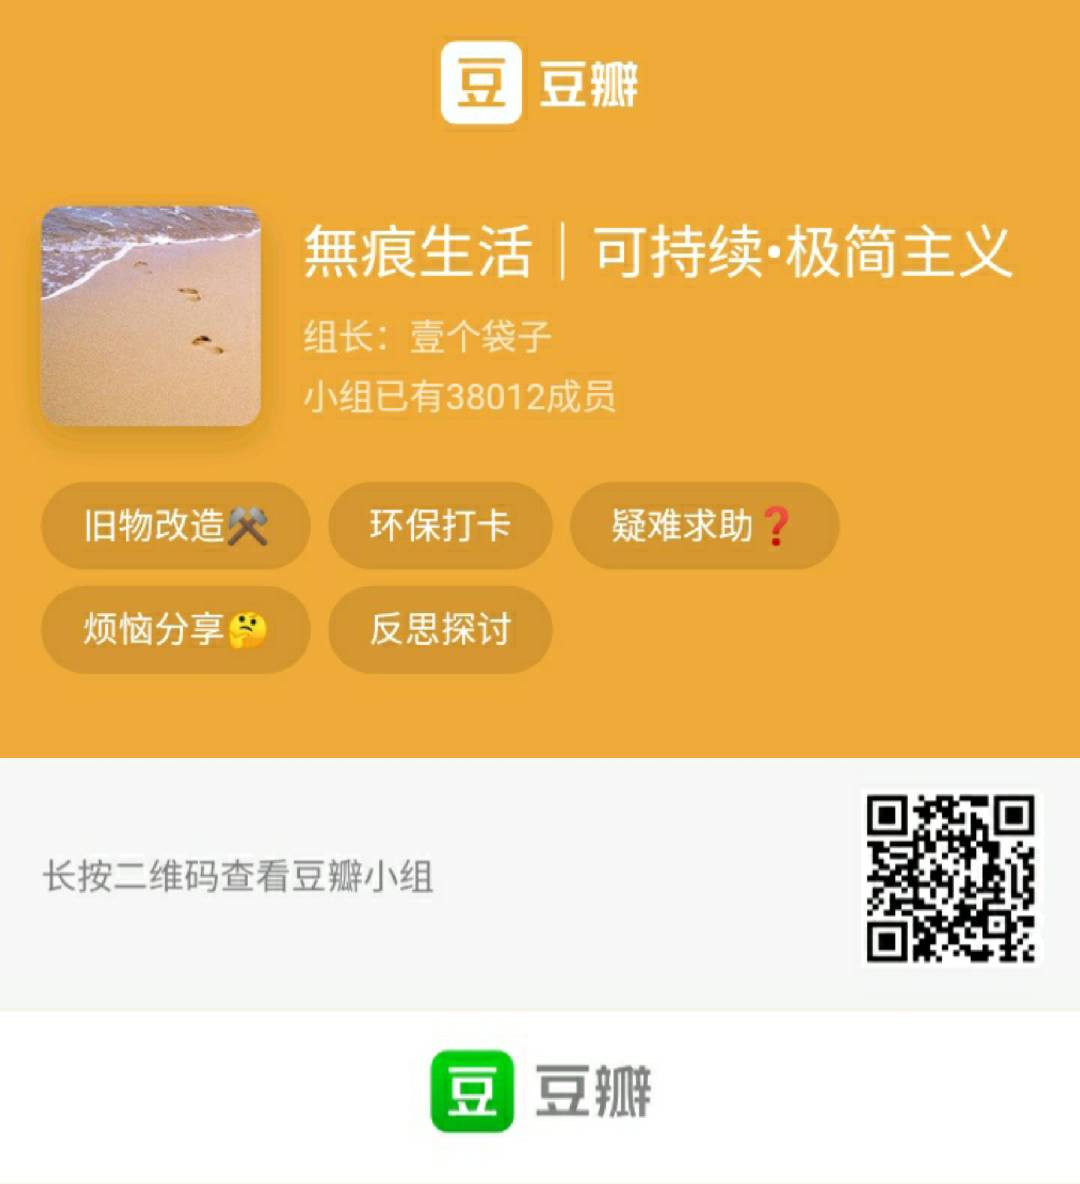 豆 豆瓣
無痕生活｜可持续•极简主义
组长：壹个袋子
小组已有38012成员
旧物改造⚒ 环保打卡 疑难求助❓
烦恼分享🤔 反思探讨
长按二维码查看豆瓣小组
豆 豆瓣